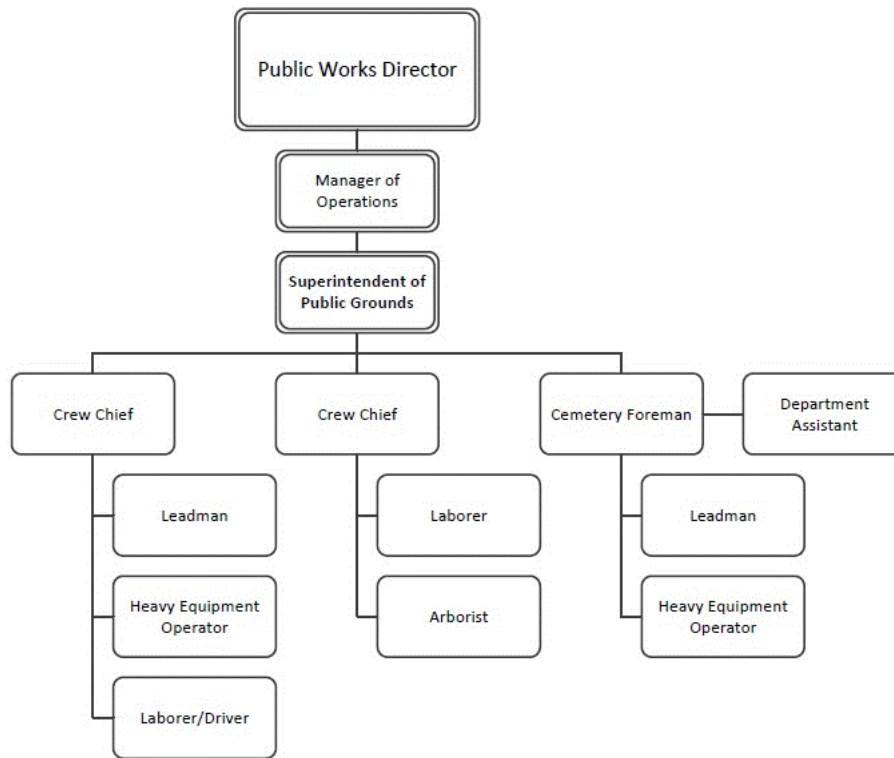 Public Works Director
Manager of
Operations
Superintendent of
Public Grounds
Crew Chief
Crew Chief
Cemetery Foreman
Department
Assistant
Leadman
Laborer
Leadman
Heavy Equipment
Operator
Arborist
Heavy Equipment
Operator
Laborer/Driver